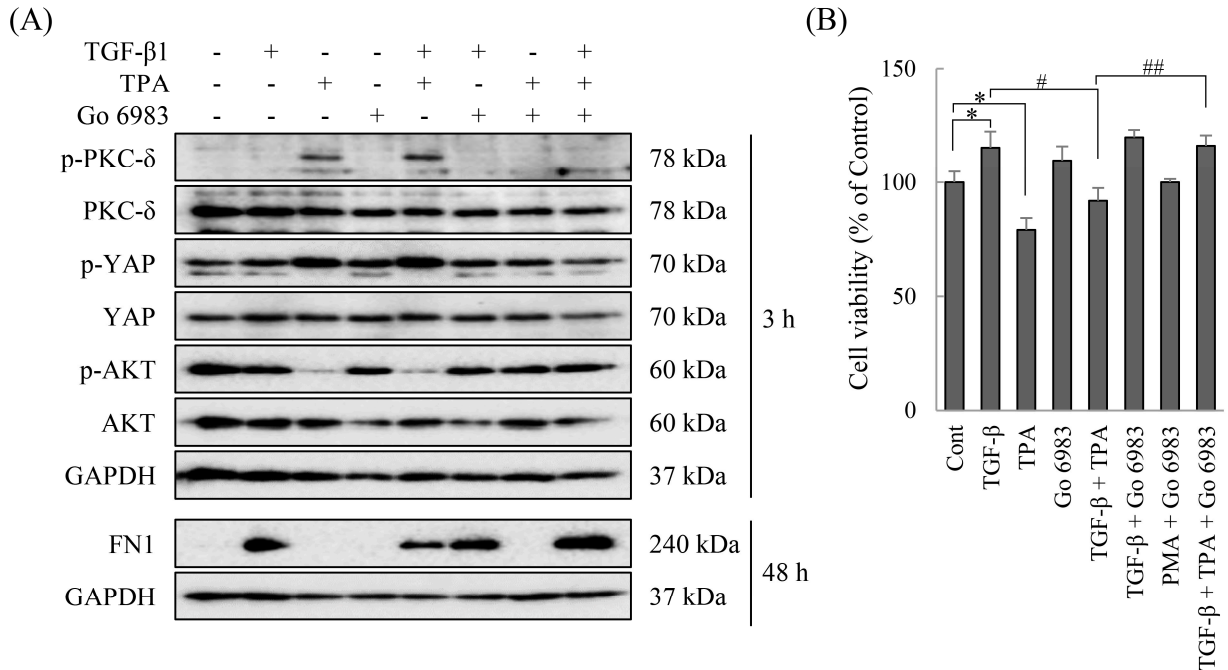 (A)
TGF-β1 - + - - + + - +
TPA - - + - + - + +
Go 6983 - - - + - + + +
p-PKC-δ 78 kDa
PKC-δ 78 kDa
p-YAP 70 kDa
YAP 70 kDa
p-AKT 60 kDa
AKT 60 kDa
GAPDH 37 kDa
3 h
FN1 240 kDa
GAPDH 37 kDa
48 h
(B)
Cell viability (% of Control)
150
100
50
0
*
*
#
##
Cont
TGF-β
TPA
Go 6983
TGF-β + TPA
TGF-β + Go 6983
PMA + Go 6983
TGF-β + TPA + Go 6983